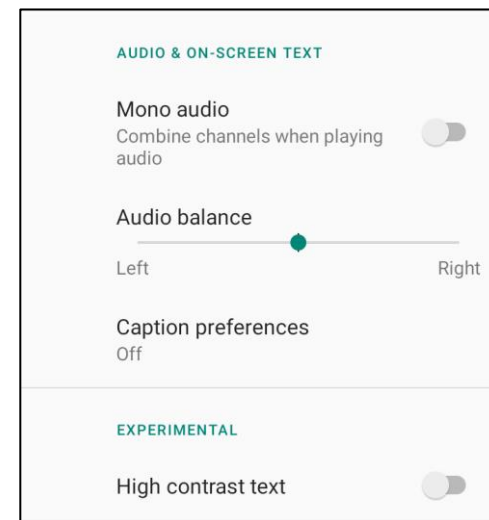 AUDIO & ON-SCREEN TEXT
Mono audio
Combine channels when playing
audio
Audio balance
Left Right
Caption preferences
Off
EXPERIMENTAL
High contrast text